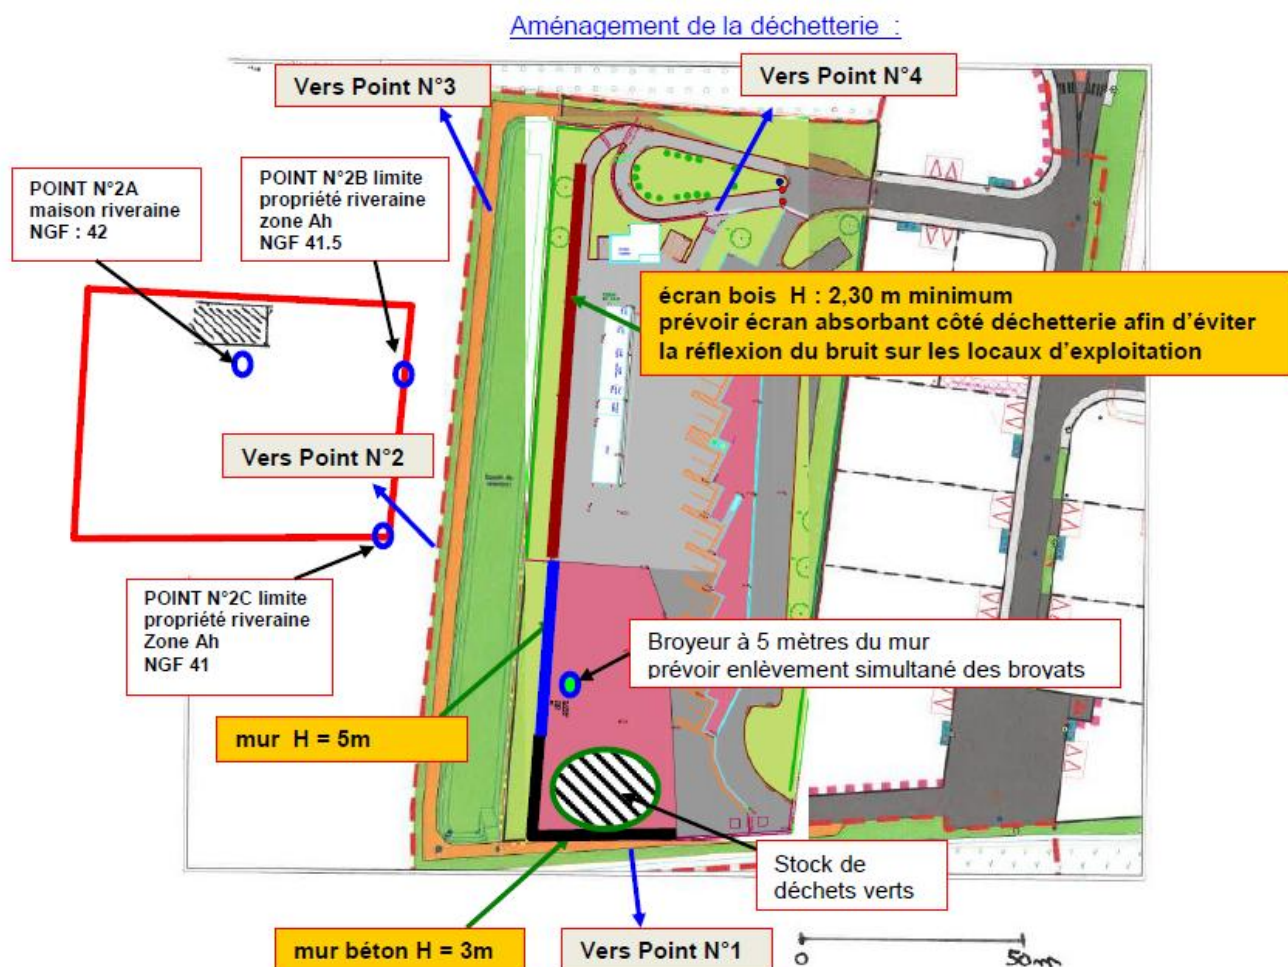 Aménagement de la déchetterie :
Vers Point N°3
Vers Point N°4
POINT N°2A
maison riveraine
NGF : 42
POINT N°2B limite
propriété riveraine
zone Ah
NGF 41.5
écran bois H : 2,30 m minimum
prévoir écran absorbant côté déchetterie afin d'éviter
la réflexion du bruit sur les locaux d'exploitation
Vers Point N°2
POINT N°2C limite
propriété riveraine
Zone Ah
NGF 41
Broyeur à 5 mètres du mur
prévoir enlèvement simultané des broyats
mur H = 5m
Stock de
déchets verts
mur béton H = 3m
Vers Point N°1
0
50m